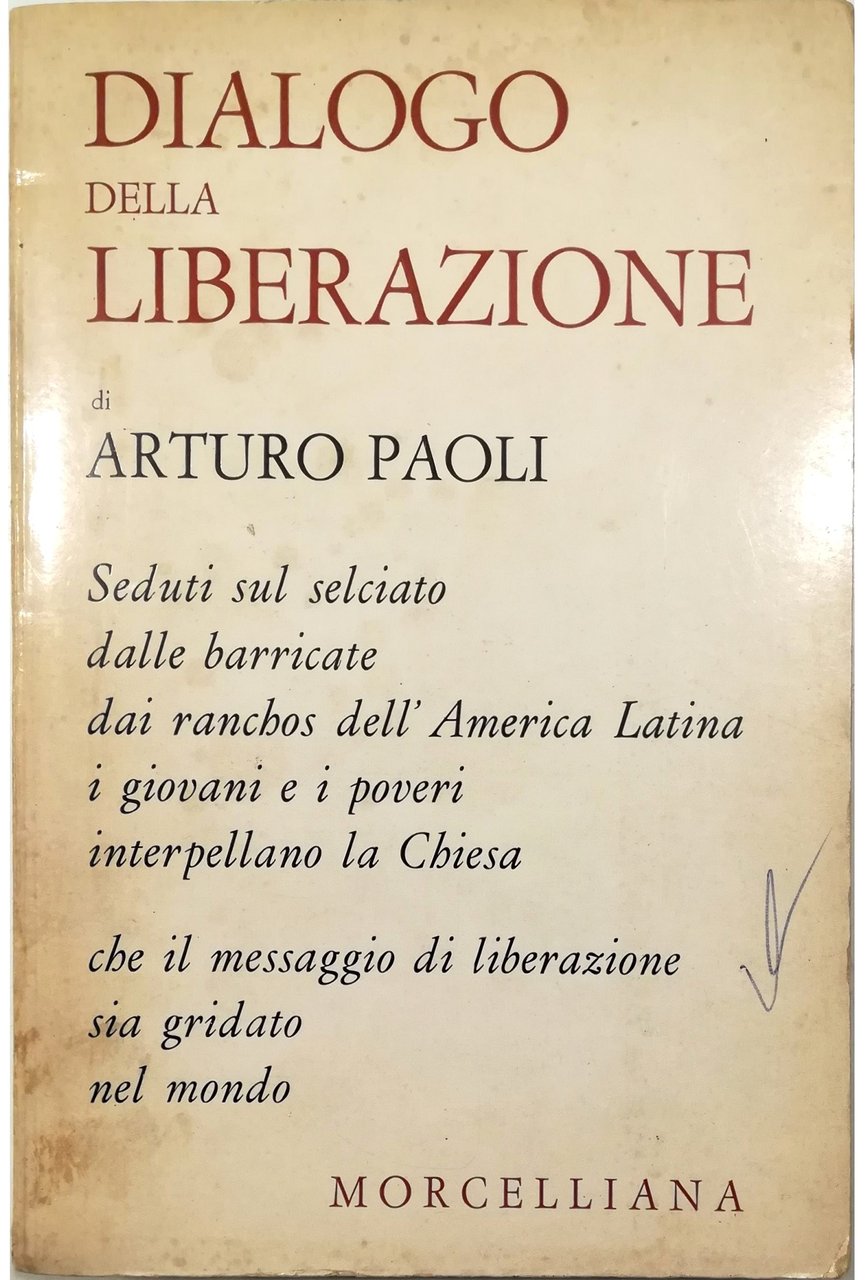 DIALOGO
DELLA
LIBERAZIONE
di
ARTURO PAOLI
Seduti sul selciato
dalle barricate
dai ranchos dell'America Latina
i giovani e i poveri
interpellano la Chiesa
che il messaggio di liberazione
sia gridato
nel mondo
MORCELLIANA